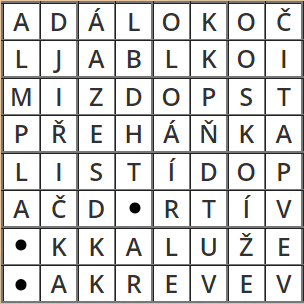 A D Á L O K O Č
L J A B L K O I
M I Z D O P S T
P Ř E H Á Ň K A
L I S T Í D O P
A Č D • R T Í V
• K K A L U Ž E
• A K R E V E V